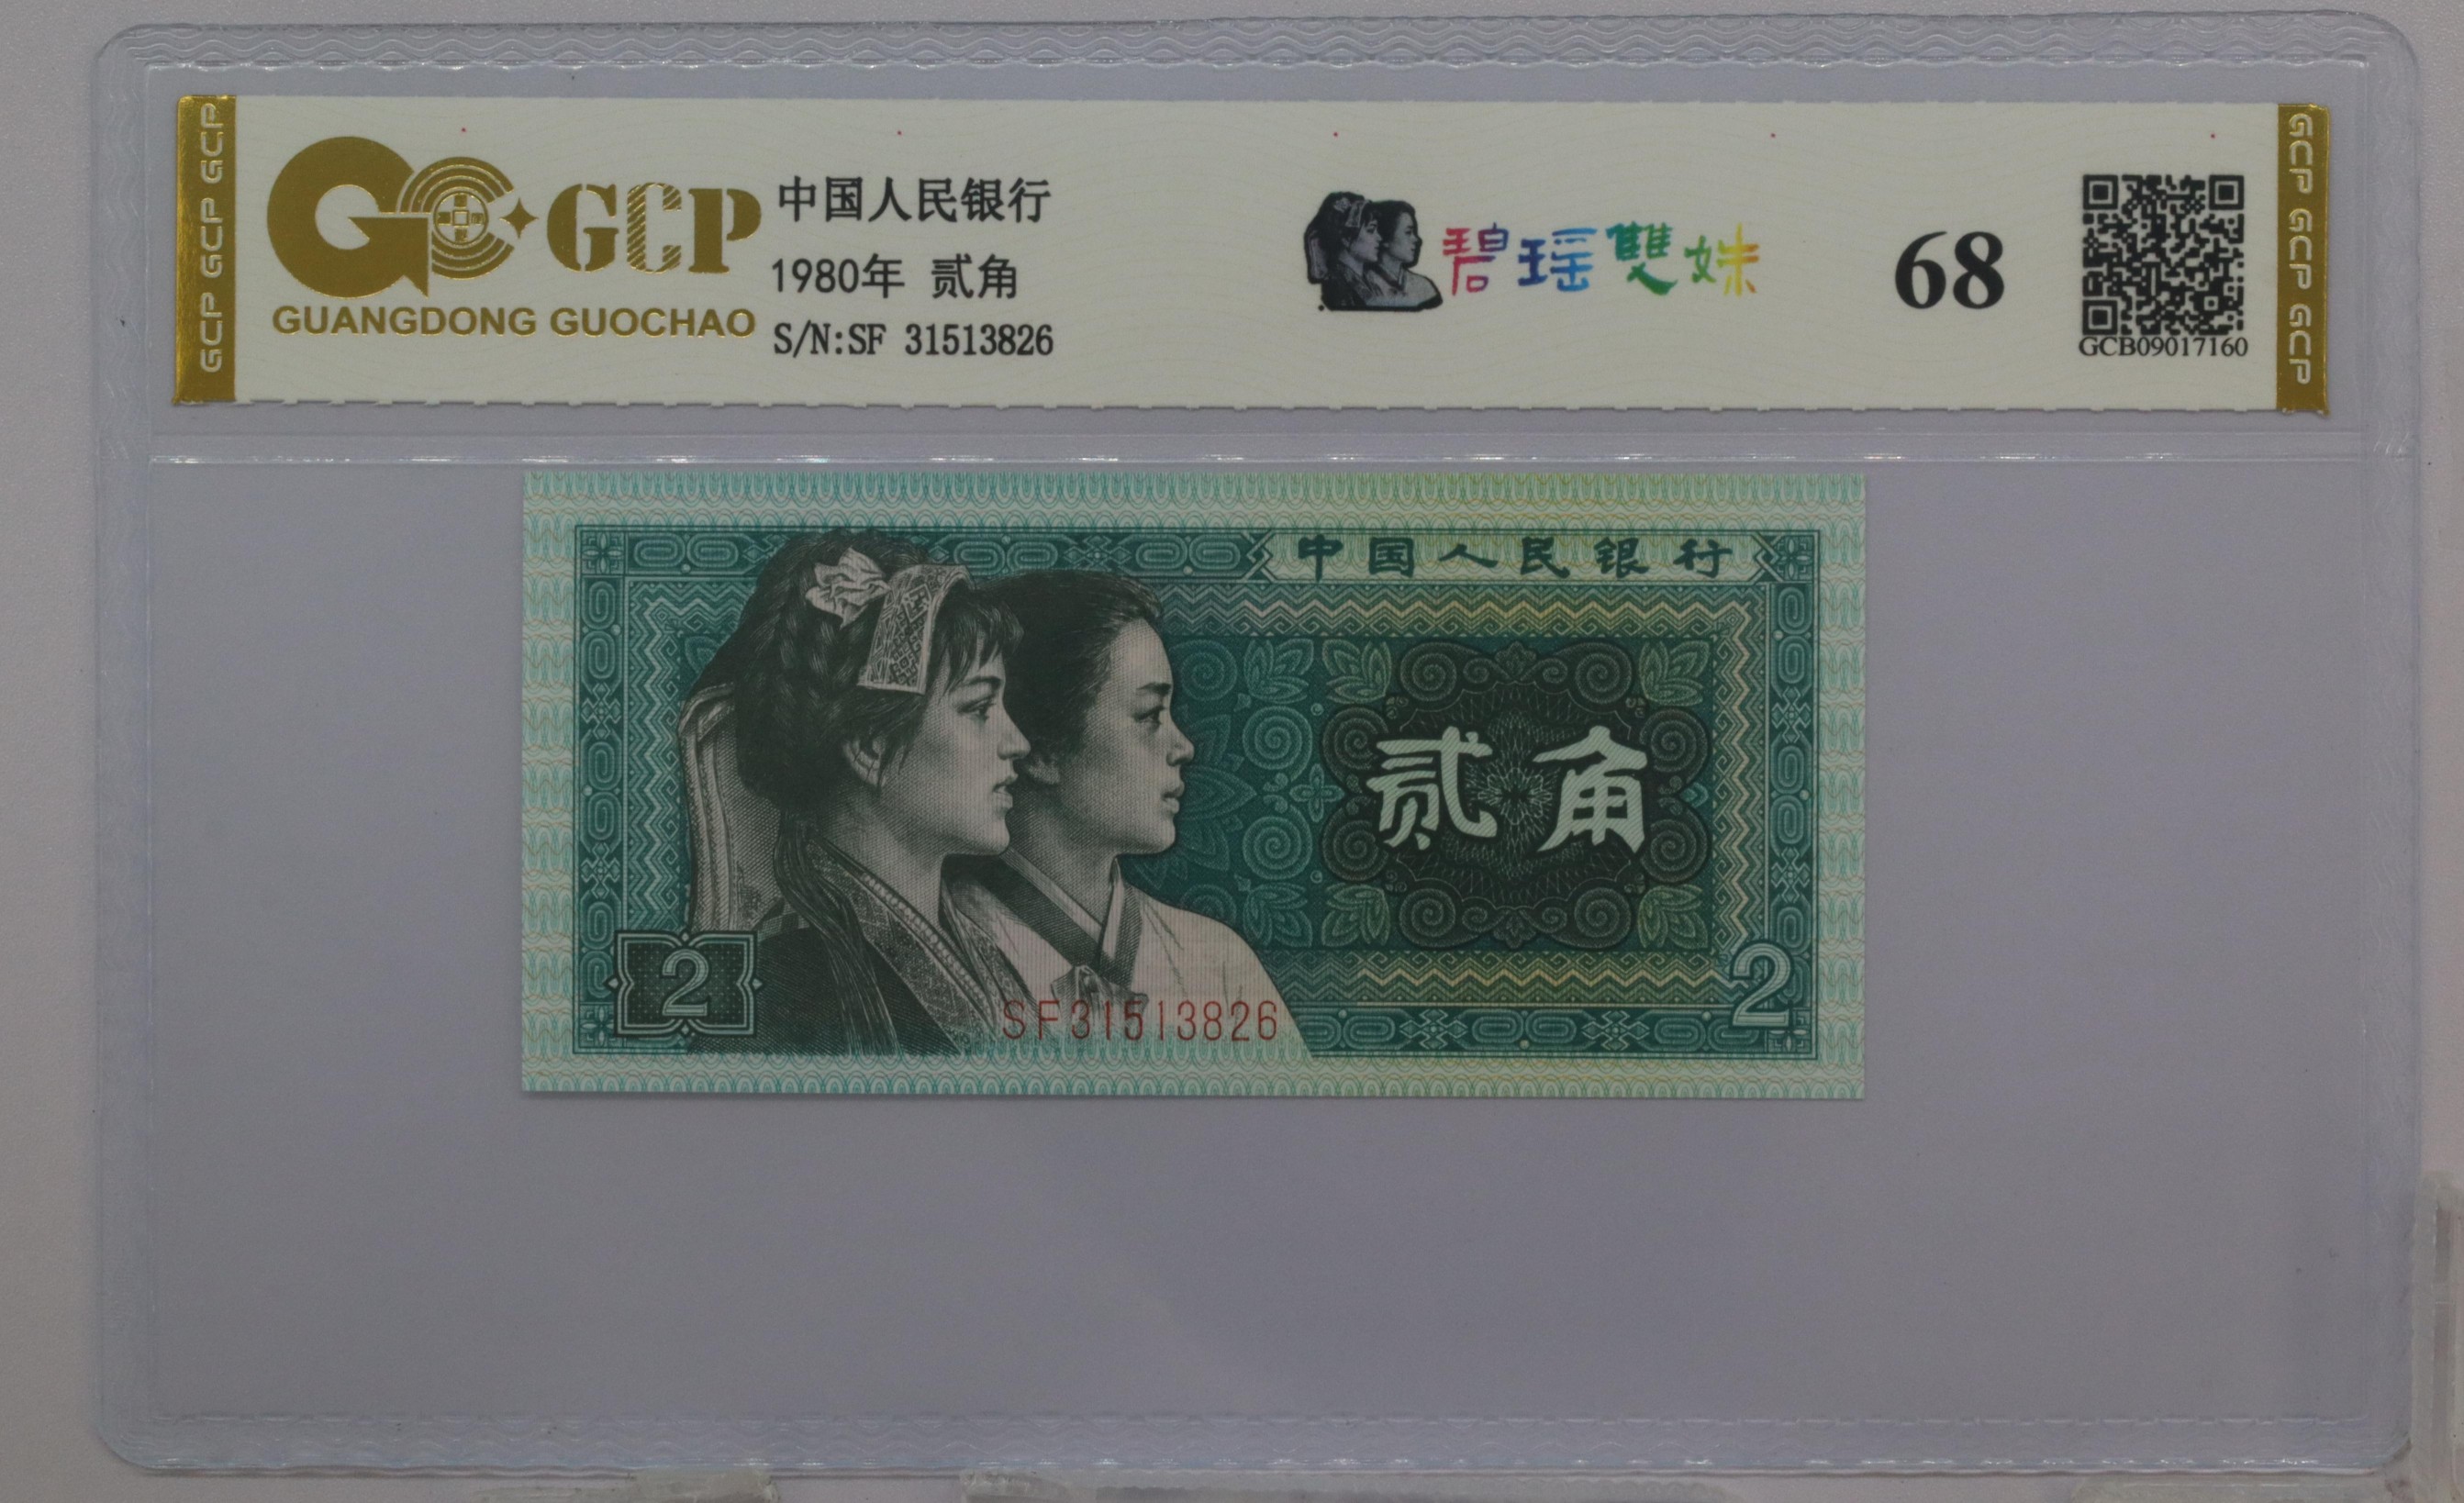 GCP GCP GCP
GCP
GUANGDONG GUOCHAO
中国人民银行
1980年 贰角
S/N:SF 31513826
碧瑶雙姝
68
GCB09017160
GCP GCP GCP
中国人民银行
贰角
2
2
SF31513826